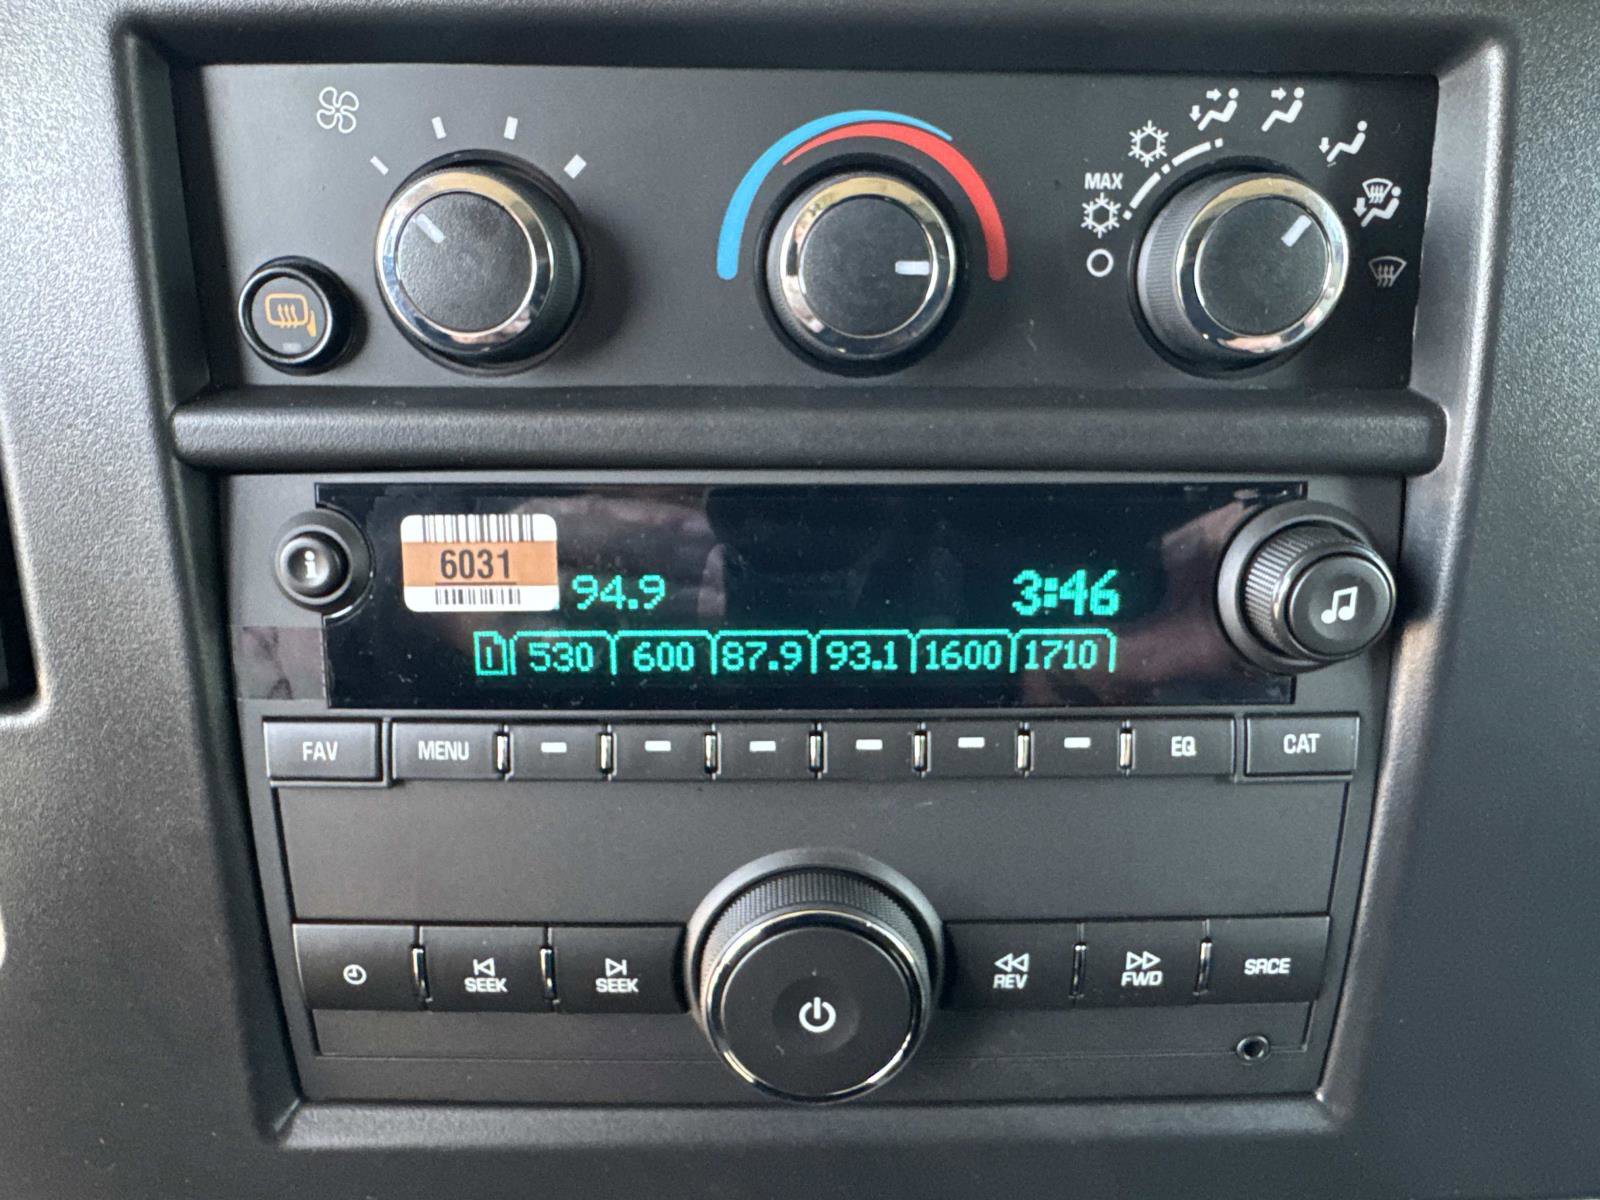 MAX
6031
94.9
3:46
i 530 600 87.9 93.1 1600 1710
i
FAV MENU EQ CAT
SEEK SEEK REV FWD SRCE